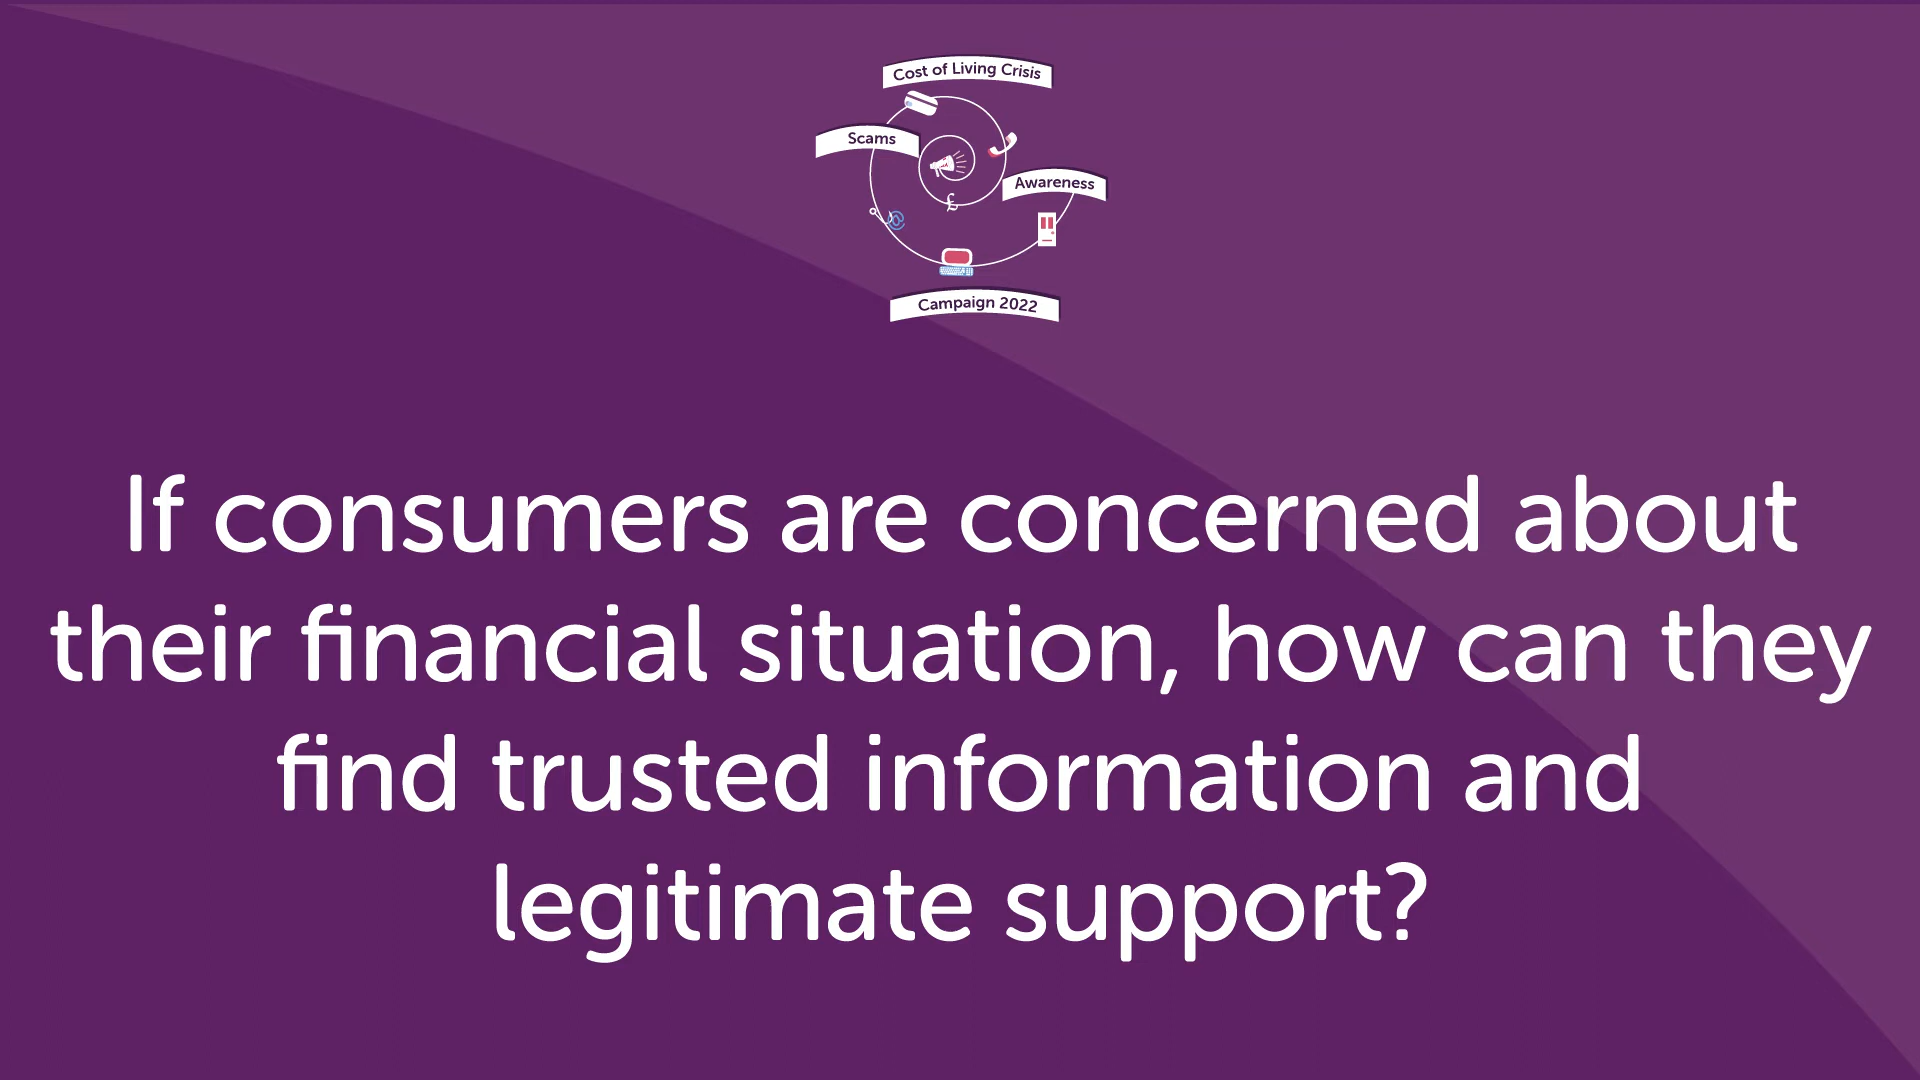 Cost of Living Crisis
Scams
Awareness
£
@
Campaign 2022
If consumers are concerned about
their financial situation, how can they
find trusted information and
legitimate support?